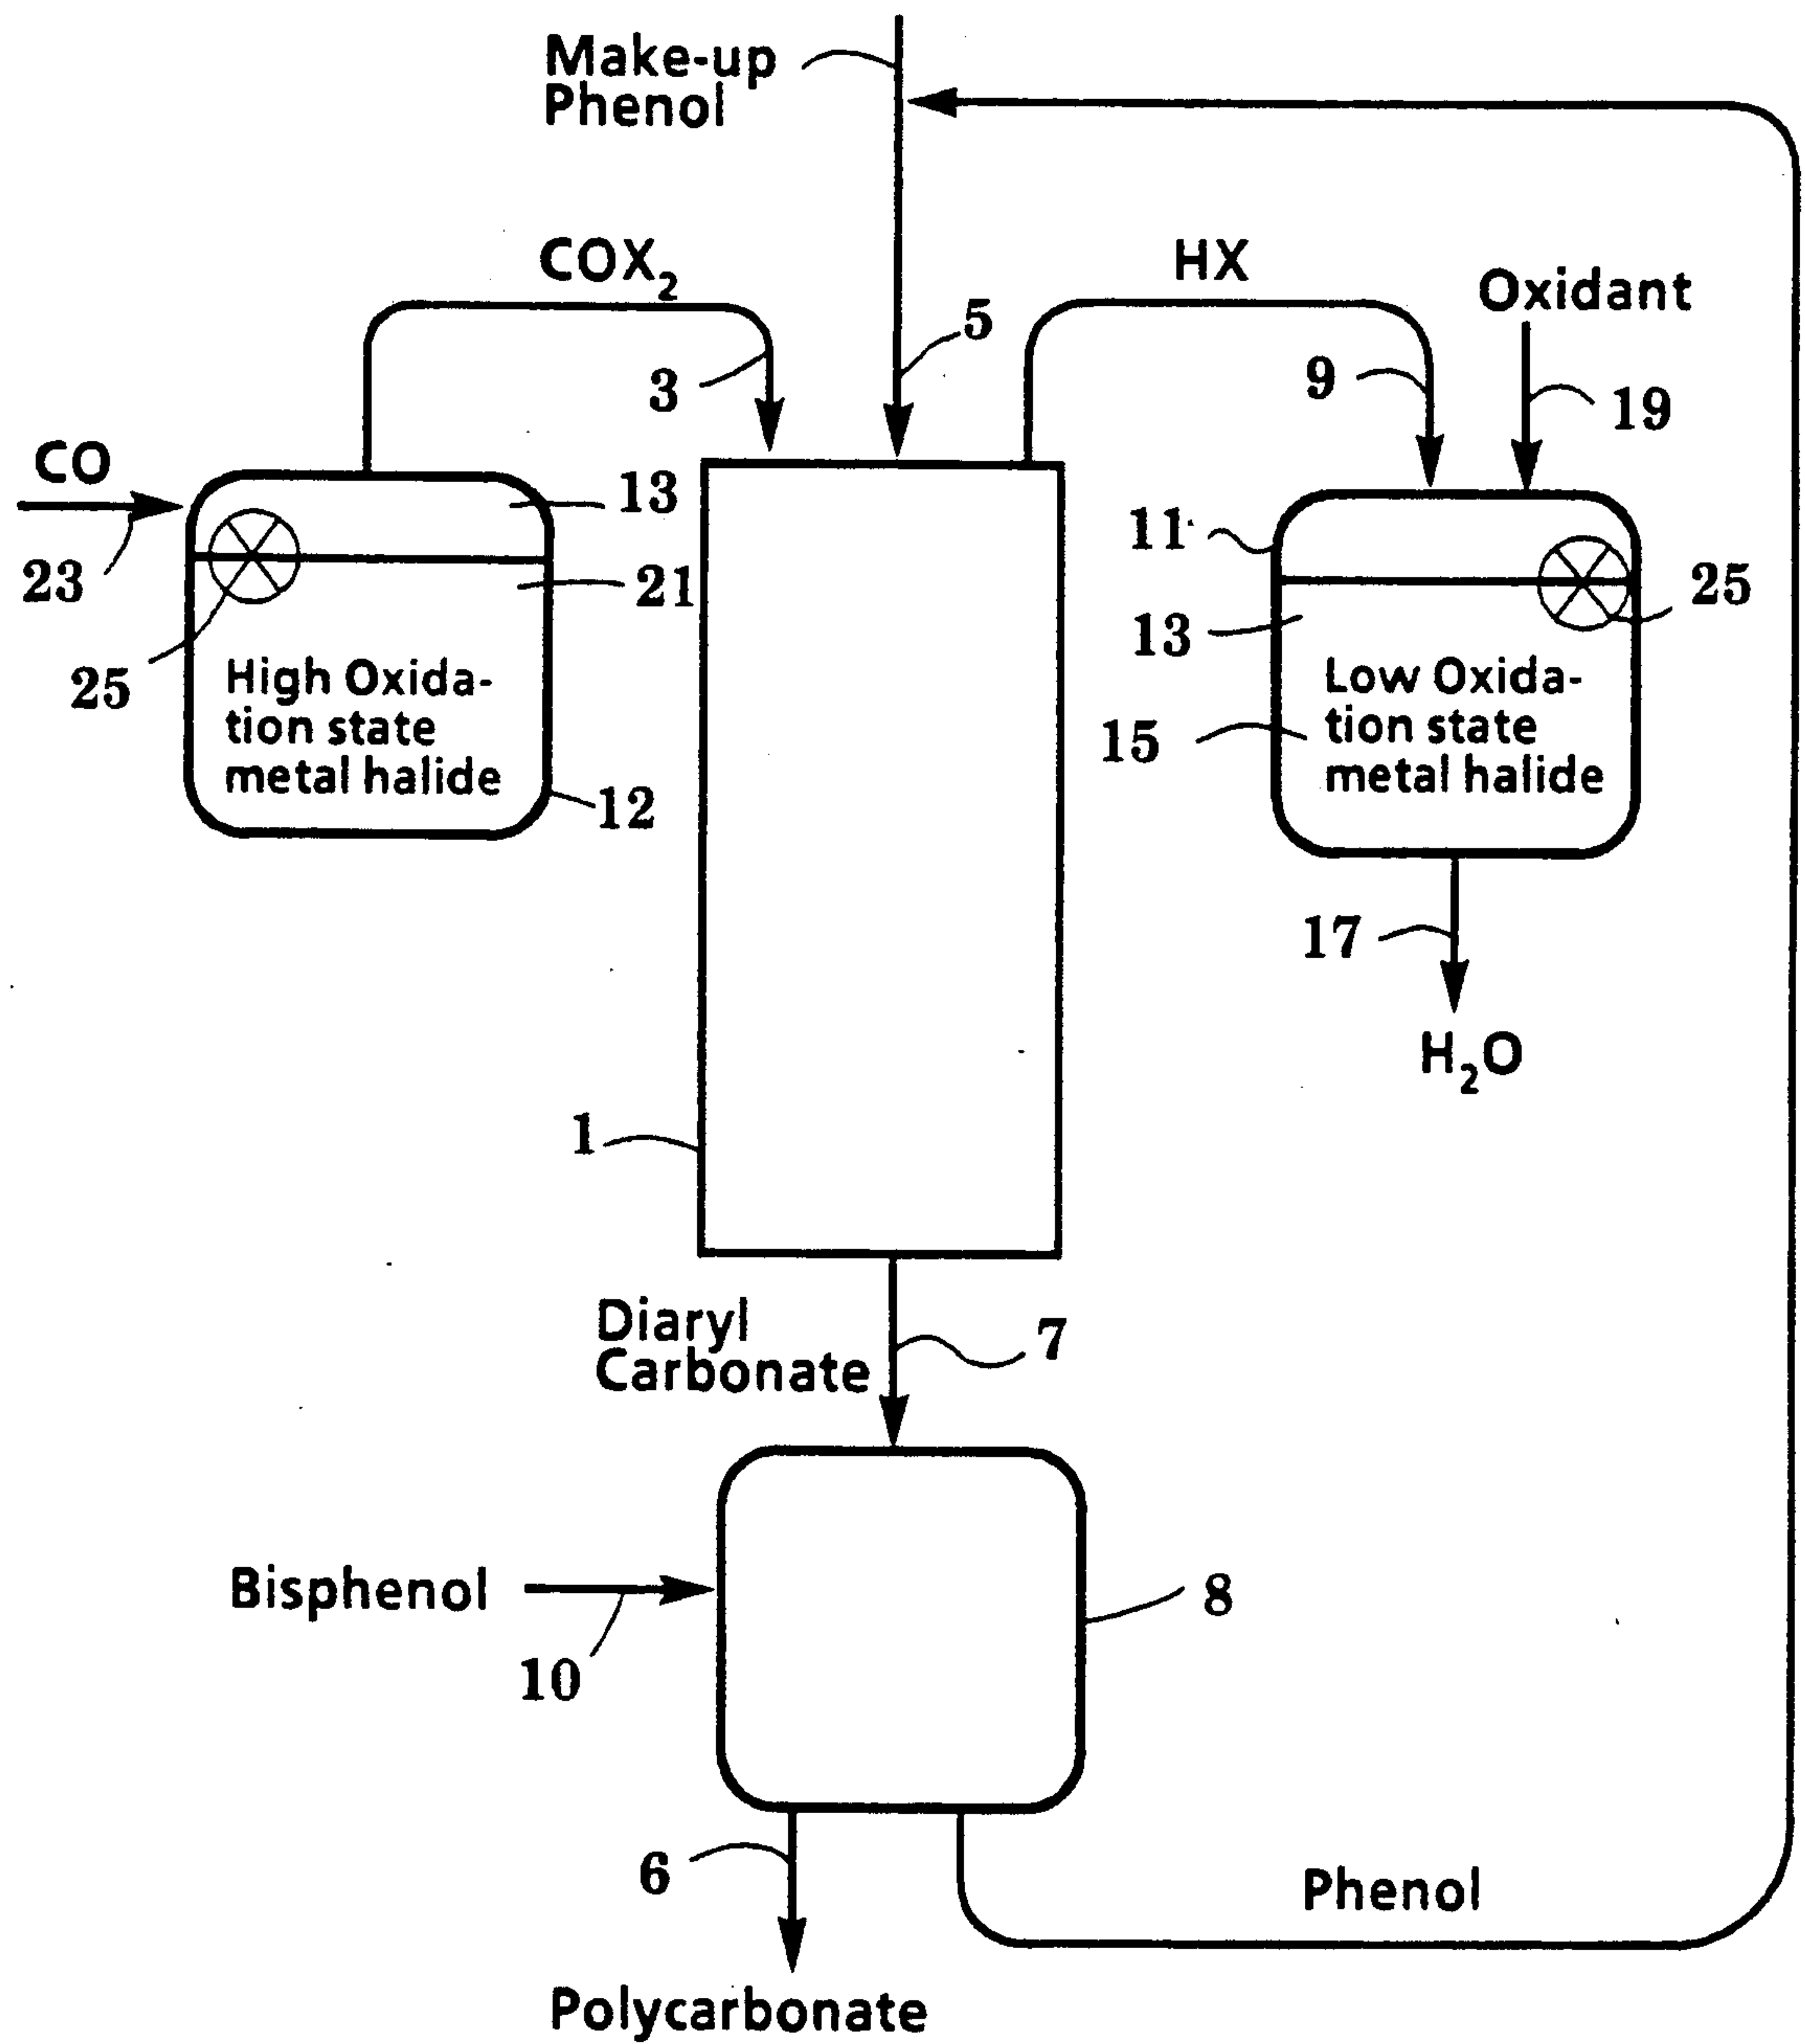 Make-up
Phenol
COX₂
HX
Oxidant
5
3
9
19
CO
13
11
23
21
25
13
25
High Oxida-
tion state
metal halide
Low Oxida-
tion state
metal halide
15
12
17
H₂O
1
Diaryl
Carbonate
7
Bisphenol
8
10
6
Phenol
Polycarbonate